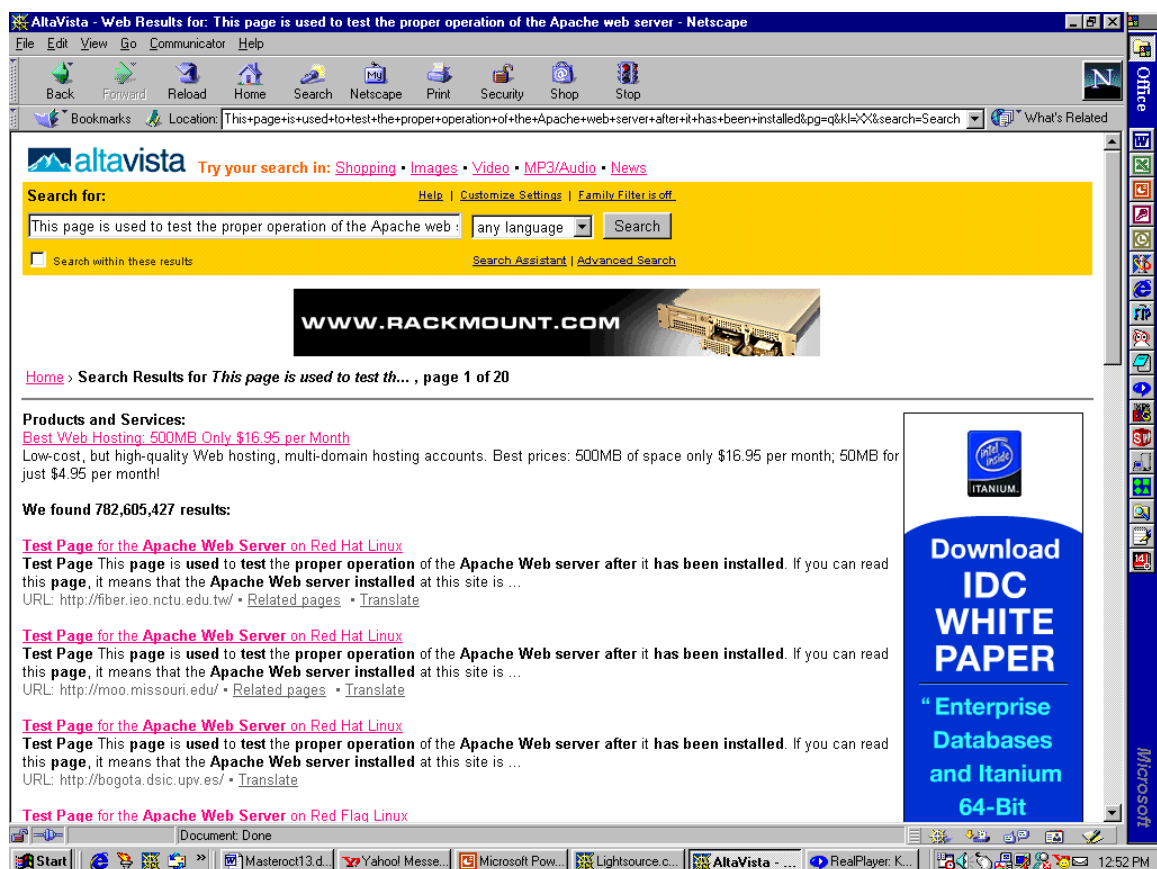 AltaVista - Web Results for: This page is used to test the proper operation of the Apache web server - Netscape
File Edit View Go Communicator Help
Back Forward Reload Home Search Netscape Print Security Shop Stop
My
N
Bookmarks Location: This+page+is+used+to+test+the+proper+operation+of+the+Apache+web+server+after+it+has+been+installed&pg=q&kl=XX&search=Search What's Related
altavista Try your search in: Shopping • Images • Video • MP3/Audio • News
Search for: Help | Customize Settings | Family Filter is off
This page is used to test the proper operation of the Apache web any language Search
Search within these results Search Assistant | Advanced Search
WWW.RACKMOUNT.COM
Home > Search Results for This page is used to test th... , page 1 of 20
Products and Services:
Best Web Hosting: 500MB Only $16.95 per Month
Low-cost, but high-quality Web hosting, multi-domain hosting accounts. Best prices: 500MB of space only $16.95 per month; 50MB for
just $4.95 per month!
We found 782,605,427 results:
Test Page for the Apache Web Server on Red Hat Linux
Test Page This page is used to test the proper operation of the Apache Web server after it has been installed. If you can read
this page, it means that the Apache Web server installed at this site is ...
URL: http://fiber.ieo.nctu.edu.tw/ • Related pages • Translate
Test Page for the Apache Web Server on Red Hat Linux
Test Page This page is used to test the proper operation of the Apache Web server after it has been installed. If you can read
this page, it means that the Apache Web server installed at this site is ...
URL: http://moo.missouri.edu/ • Related pages • Translate
Test Page for the Apache Web Server on Red Hat Linux
Test Page This page is used to test the proper operation of the Apache Web server after it has been installed. If you can read
this page, it means that the Apache Web server installed at this site is ...
URL: http://bogota.dsic.upv.es/ • Translate
Test Page for the Apache Web Server on Red Flag Linux
intel
inside
ITANIUM.
Download
IDC
WHITE
PAPER
“ Enterprise
Databases
and Itanium
64-Bit
Office
Microsoft
Document: Done
Start » Masteroct13.d... Yahoo! Messe... Microsoft Pow... Lightsource.c... AltaVista - ... RealPlayer: K... 12:52 PM